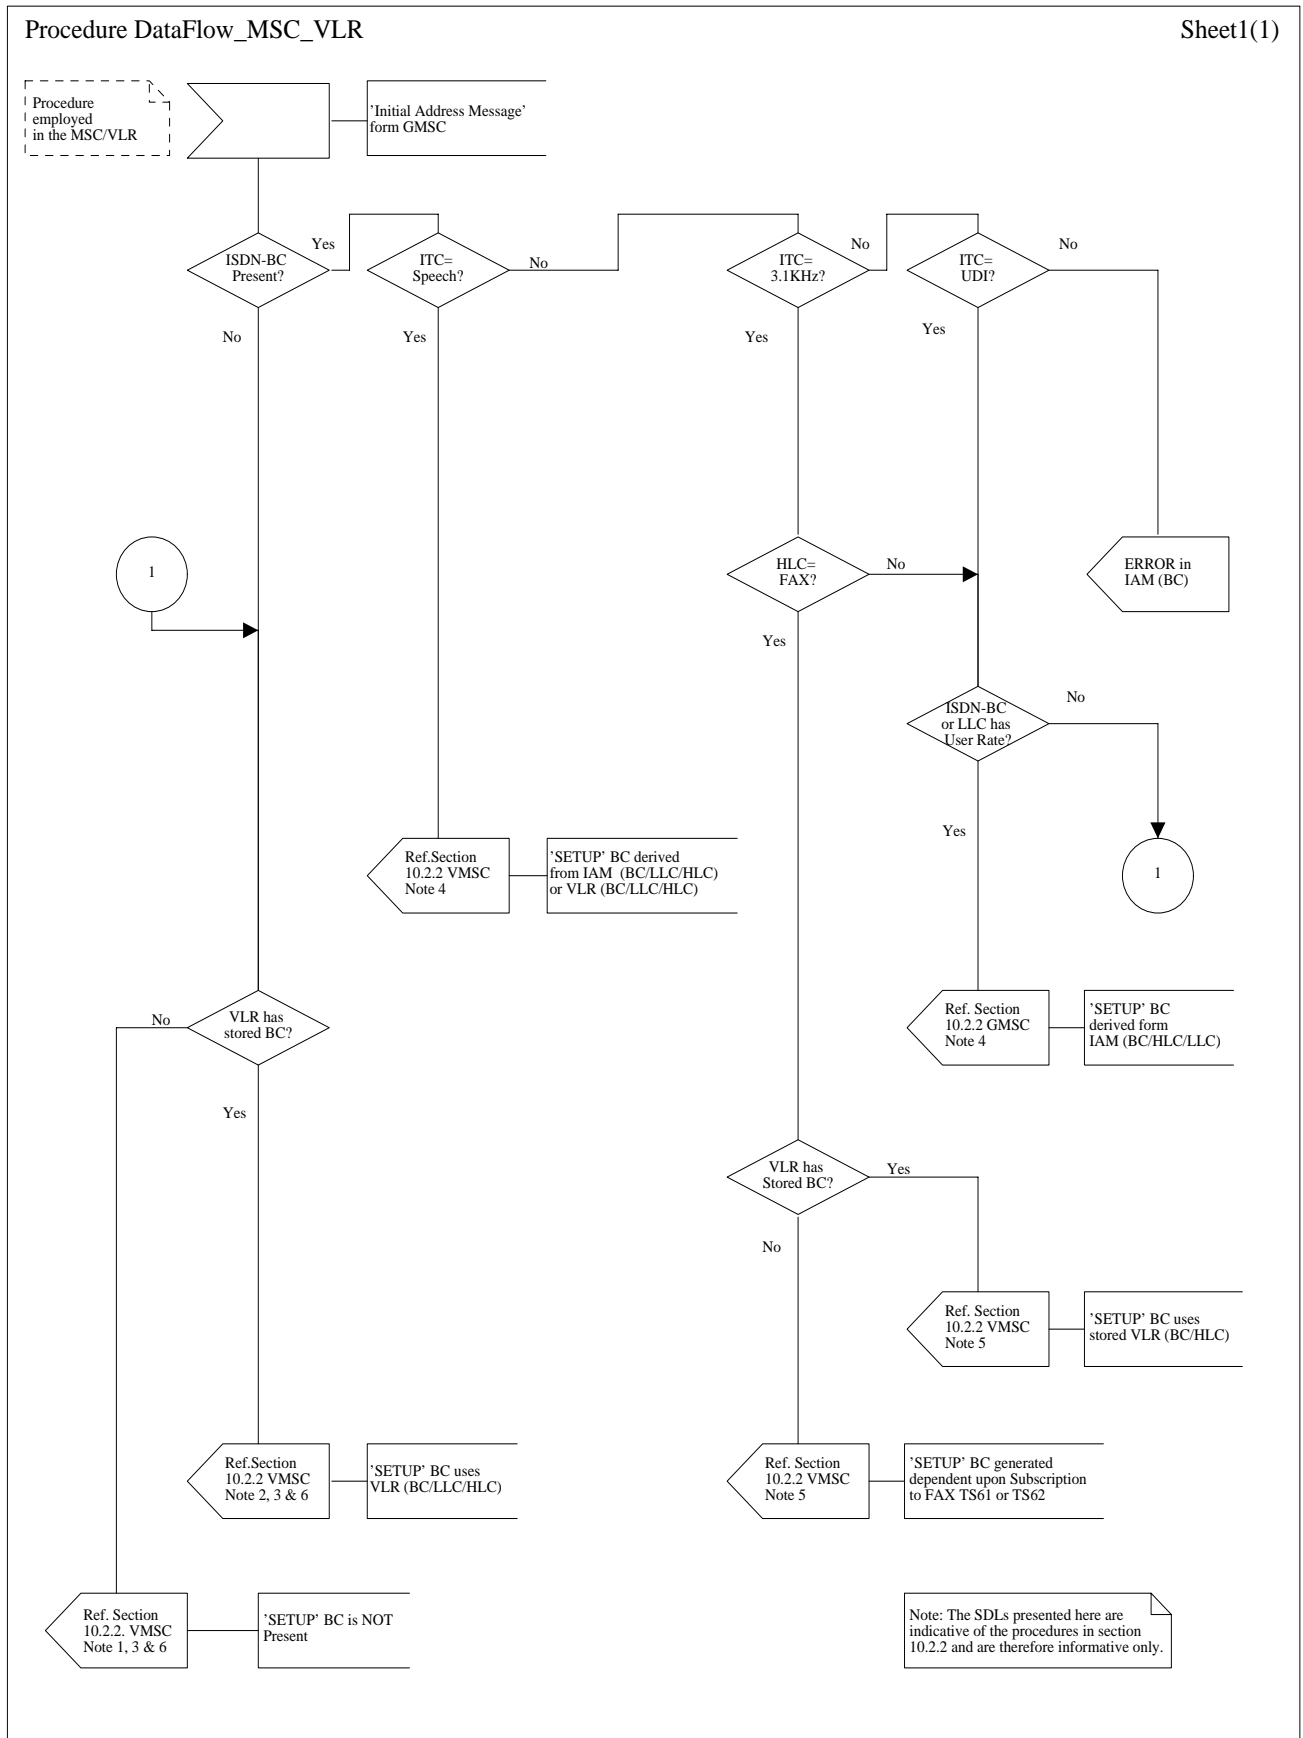 Procedure DataFlow_MSC_VLR
Sheet1(1)
Procedure
employed
in the MSC/VLR
'Initial Address Message'
form GMSC
ISDN-BC
Present?
Yes
No
ITC=
Speech?
No
Yes
ITC=
3.1KHz?
No
Yes
ITC=
UDI?
No
Yes
1
HLC=
FAX?
No
Yes
ERROR in
IAM (BC)
ISDN-BC
or LLC has
User Rate?
No
Yes
Ref.Section
10.2.2 VMSC
Note 4
'SETUP' BC derived
from IAM (BC/LLC/HLC)
or VLR (BC/LLC/HLC)
1
VLR has
stored BC?
No
Yes
Ref. Section
10.2.2 GMSC
Note 4
'SETUP' BC
derived form
IAM (BC/HLC/LLC)
VLR has
Stored BC?
Yes
No
Ref. Section
10.2.2 VMSC
Note 5
'SETUP' BC uses
stored VLR (BC/HLC)
Ref.Section
10.2.2 VMSC
Note 2, 3 & 6
'SETUP' BC uses
VLR (BC/LLC/HLC)
Ref. Section
10.2.2 VMSC
Note 5
'SETUP' BC generated
dependent upon Subscription
to FAX TS61 or TS62
Ref. Section
10.2.2. VMSC
Note 1, 3 & 6
'SETUP' BC is NOT
Present
Note: The SDLs presented here are
indicative of the procedures in section
10.2.2 and are therefore informative only.